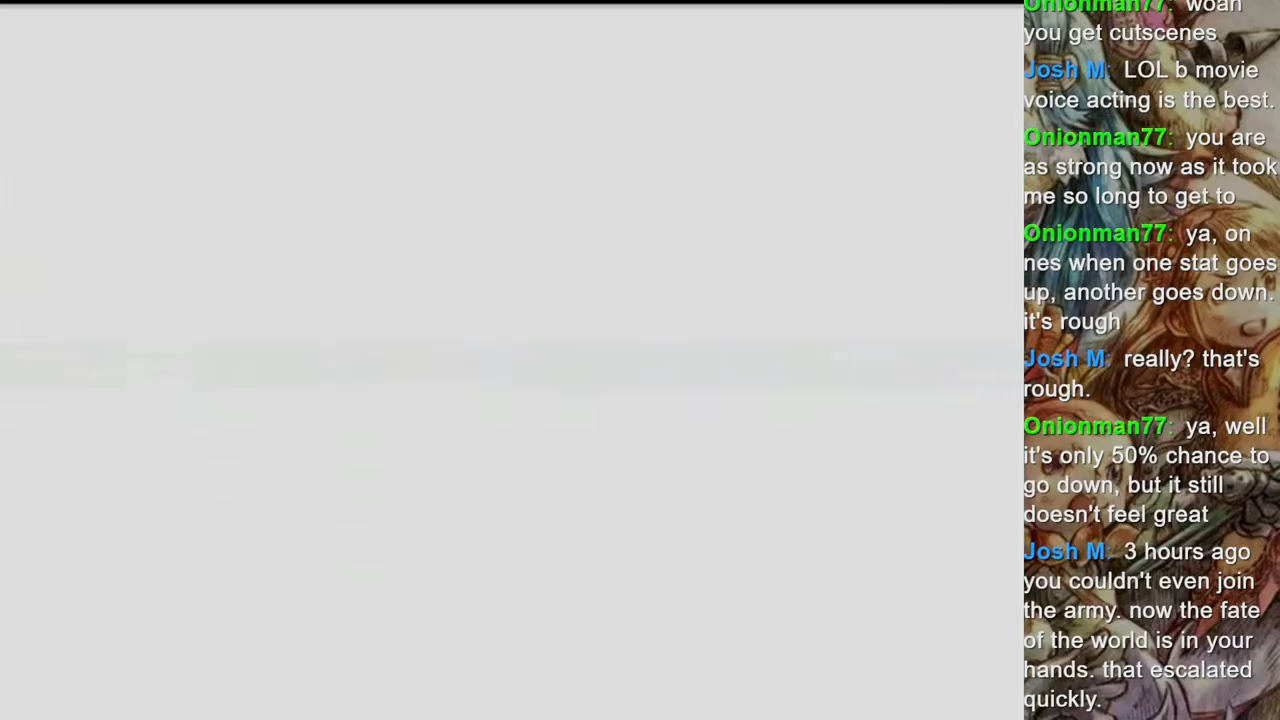 Onionman77: woah
you get cutscenes
Josh M: LOL b movie
voice acting is the best.
Onionman77: you are
as strong now as it took
me so long to get to
Onionman77: ya, on
nes when one stat goes
up, another goes down.
it's rough
Josh M: really? that's
rough.
Onionman77: ya, well
it's only 50% chance to
go down, but it still
doesn't feel great
Josh M: 3 hours ago
you couldn't even join
the army. now the fate
of the world is in your
hands. that escalated
quickly.